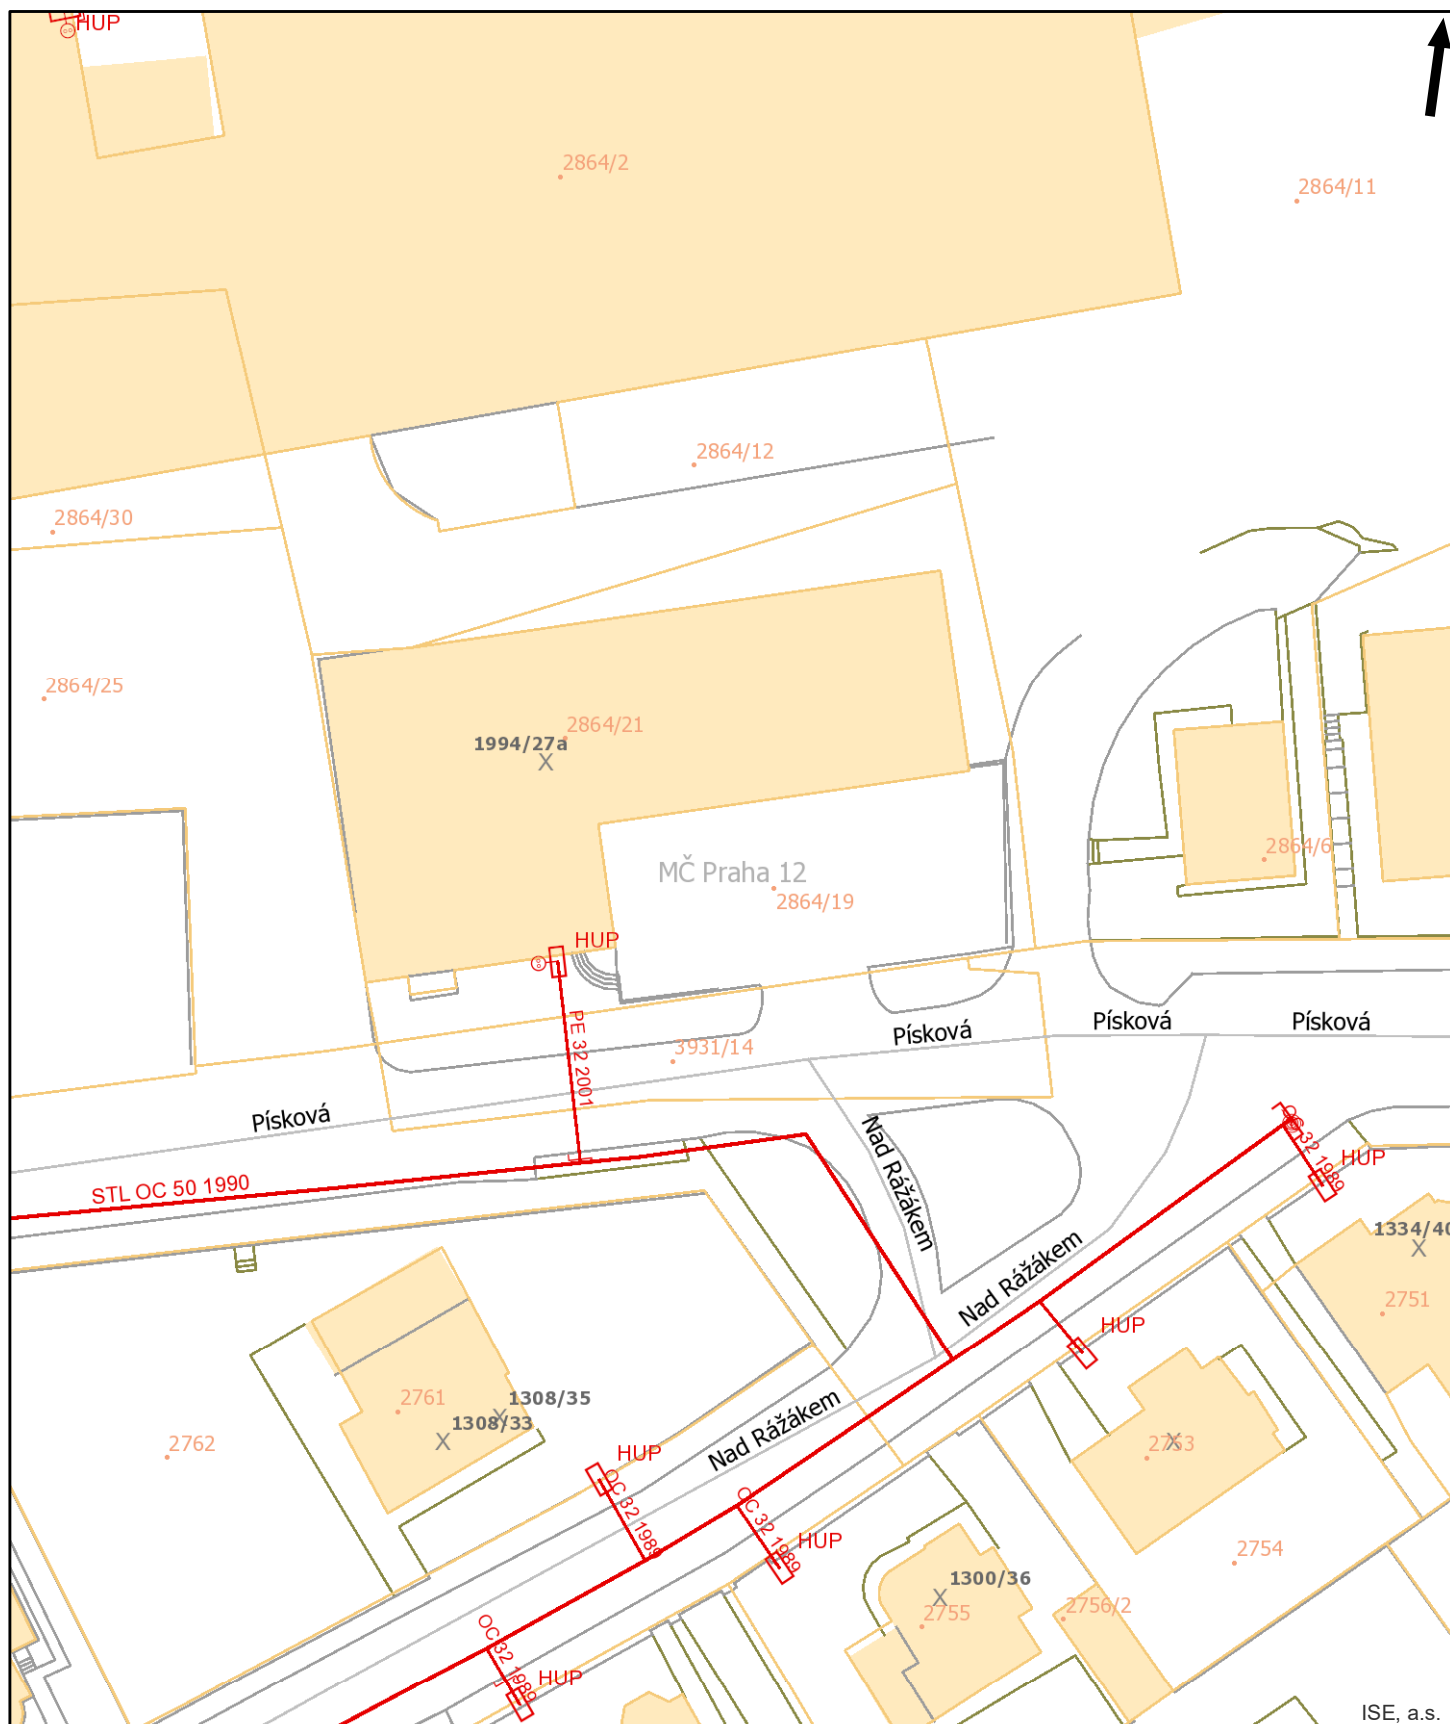 HUP
2864/2
2864/11
2864/12
2864/30
2864/25
2864/21
1994/27a
2864/6
MČ Praha 12
2864/19
HUP
PE 32 2001
Písková
Písková
Písková
3931/14
Písková
Nad Rážákem
OC 32 1989
HUP
STL OC 50 1990
1334/40
Nad Rážákem
2751
HUP
2761
1308/35
1308/33
2762
Nad Rážákem
2753
HUP
OC 32 1989
OC 32 1989
HUP
2754
1300/36
2755
2756/2
OC 32 1989
HUP
ISE, a.s.